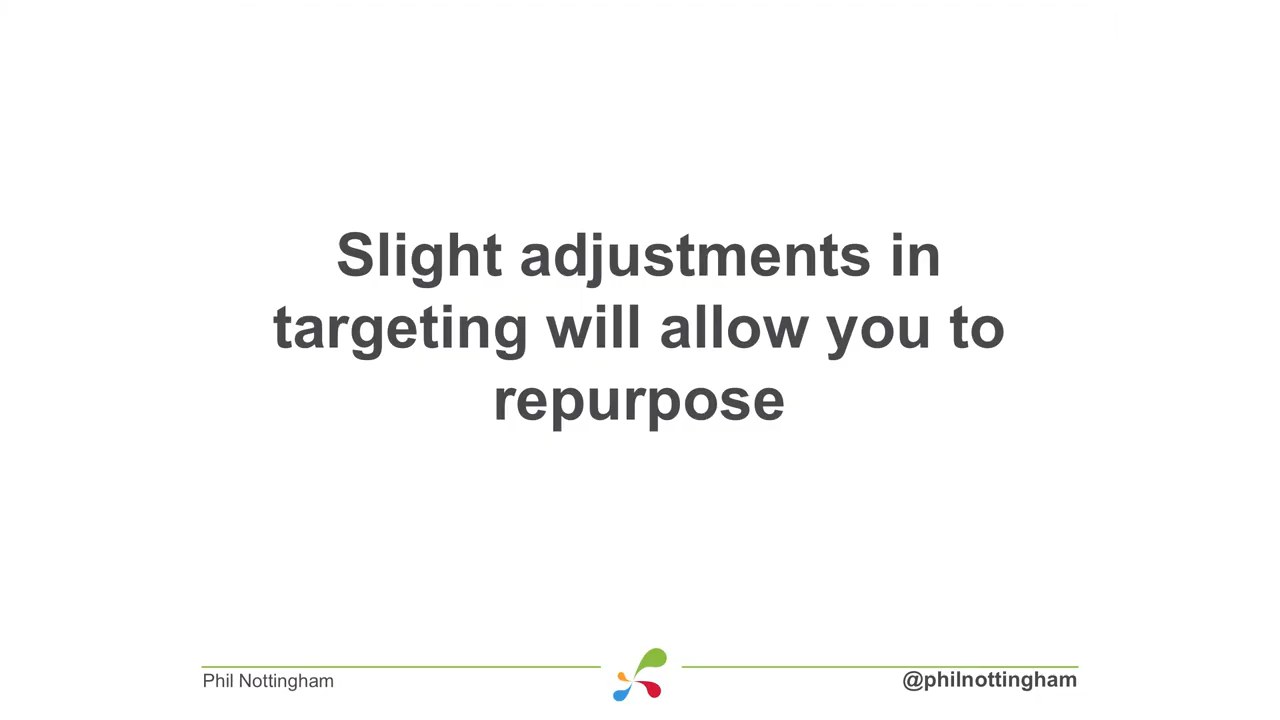 Slight adjustments in
targeting will allow you to
repurpose
Phil Nottingham
@philnottingham